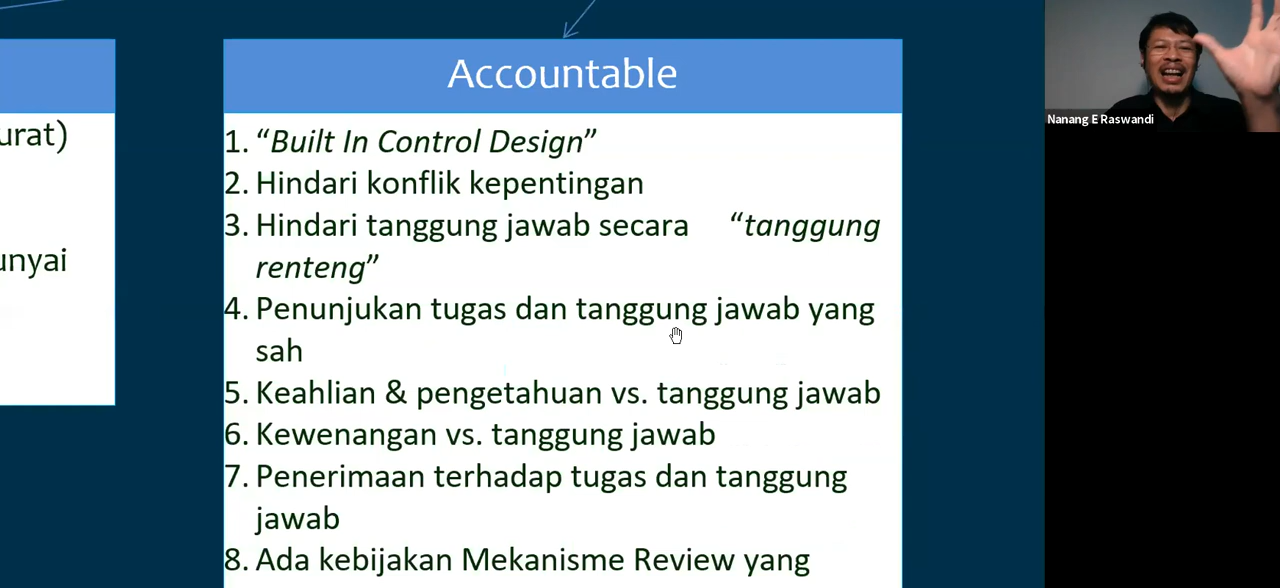 Accountable
urat)
unyai
1. “Built In Control Design”
2. Hindari konflik kepentingan
3. Hindari tanggung jawab secara “tanggung
renteng”
4. Penunjukan tugas dan tanggung jawab yang
sah
5. Keahlian & pengetahuan vs. tanggung jawab
6. Kewenangan vs. tanggung jawab
7. Penerimaan terhadap tugas dan tanggung
jawab
8. Ada kebijakan Mekanisme Review yang
Nanang E Raswandi